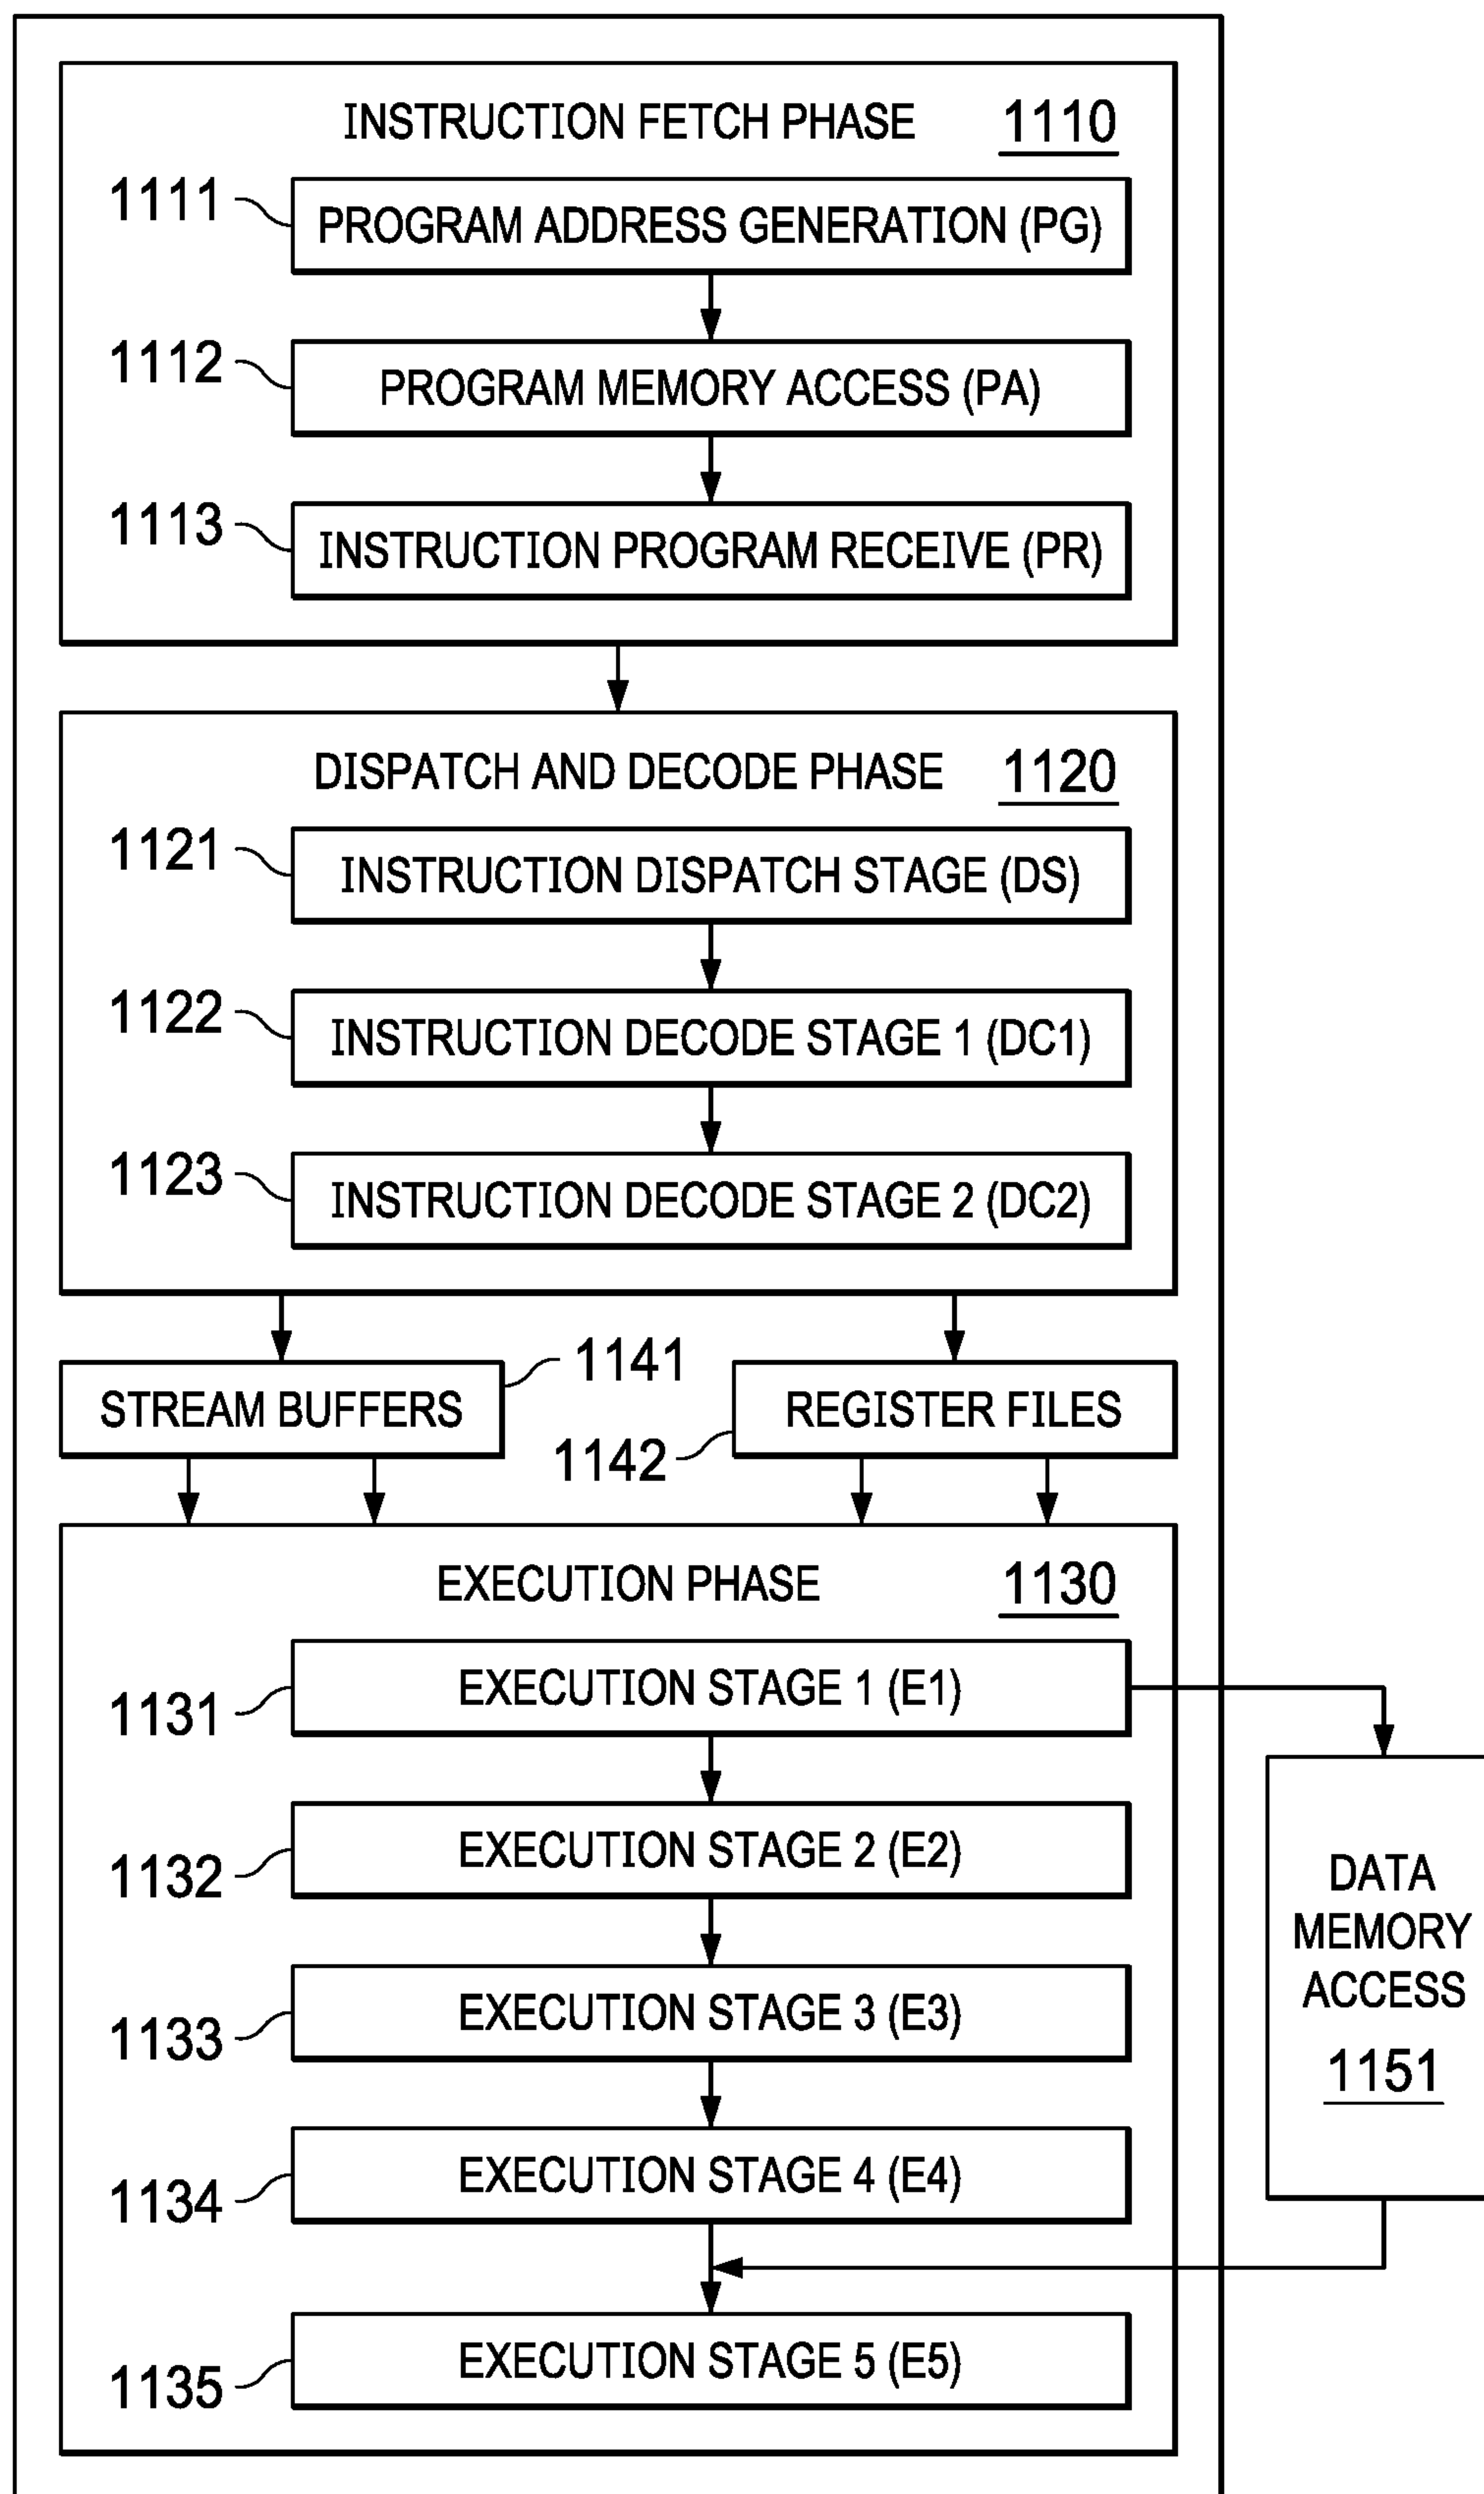 INSTRUCTION FETCH PHASE 1110
1111 PROGRAM ADDRESS GENERATION (PG)
1112 PROGRAM MEMORY ACCESS (PA)
1113 INSTRUCTION PROGRAM RECEIVE (PR)
DISPATCH AND DECODE PHASE 1120
1121 INSTRUCTION DISPATCH STAGE (DS)
1122 INSTRUCTION DECODE STAGE 1 (DC1)
1123 INSTRUCTION DECODE STAGE 2 (DC2)
STREAM BUFFERS 1141
1142 REGISTER FILES
EXECUTION PHASE 1130
1131 EXECUTION STAGE 1 (E1)
1132 EXECUTION STAGE 2 (E2)
1133 EXECUTION STAGE 3 (E3)
1134 EXECUTION STAGE 4 (E4)
1135 EXECUTION STAGE 5 (E5)
DATA
MEMORY
ACCESS
1151